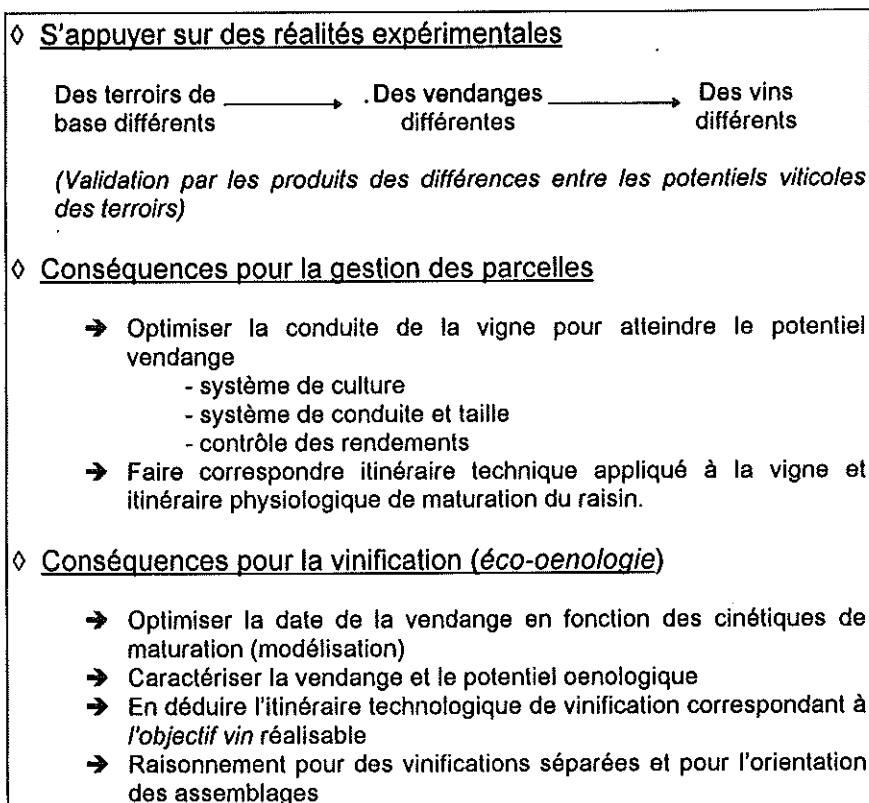 ◊ S'appuyer sur des réalités expérimentales
Des terroirs de → .Des vendanges → Des vins
base différents différentes différents
(Validation par les produits des différences entre les potentiels viticoles
des terroirs)
◊ Conséquences pour la gestion des parcelles
➔ Optimiser la conduite de la vigne pour atteindre le potentiel
vendange
- système de culture
- système de conduite et taille
- contrôle des rendements
➔ Faire correspondre itinéraire technique appliqué à la vigne et
itinéraire physiologique de maturation du raisin.
◊ Conséquences pour la vinification (éco-oenologie)
➔ Optimiser la date de la vendange en fonction des cinétiques de
maturation (modélisation)
➔ Caractériser la vendange et le potentiel oenologique
➔ En déduire l'itinéraire technologique de vinification correspondant à
l'objectif vin réalisable
➔ Raisonnement pour des vinifications séparées et pour l'orientation
des assemblages